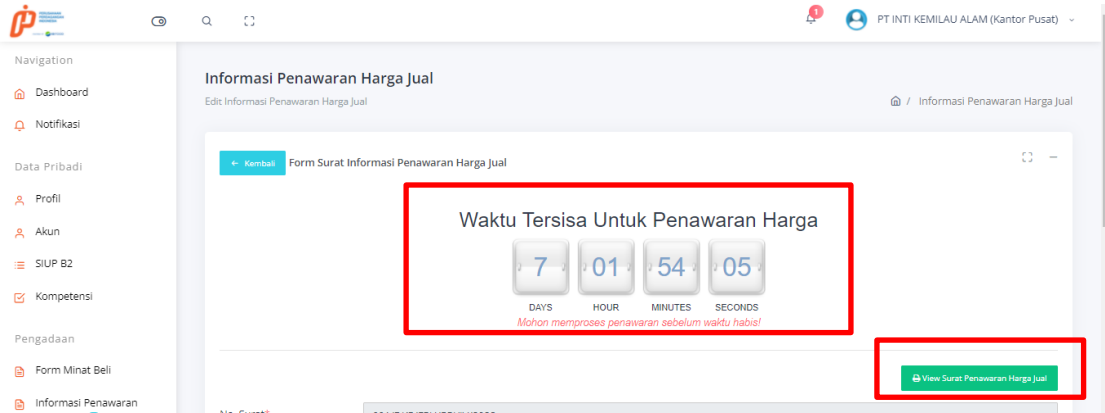 1
PT INTI KEMILAU ALAM (Kantor Pusat)
Navigation
Dashboard
Notifikasi
Data Pribadi
Profil
Akun
SIUP B2
Kompetensi
Pengadaan
Form Minat Beli
Informasi Penawaran
Informasi Penawaran Harga Jual
Edit Informasi Penawaran Harga Jual
/ Informasi Penawaran Harga Jual
← Kembali Form Surat Informasi Penawaran Harga Jual
Waktu Tersisa Untuk Penawaran Harga
7 01 54 05
DAYS HOUR MINUTES SECONDS
Mohon memproses penawaran sebelum waktu habis!
View Surat Penawaran Harga Jual
No. Surat*